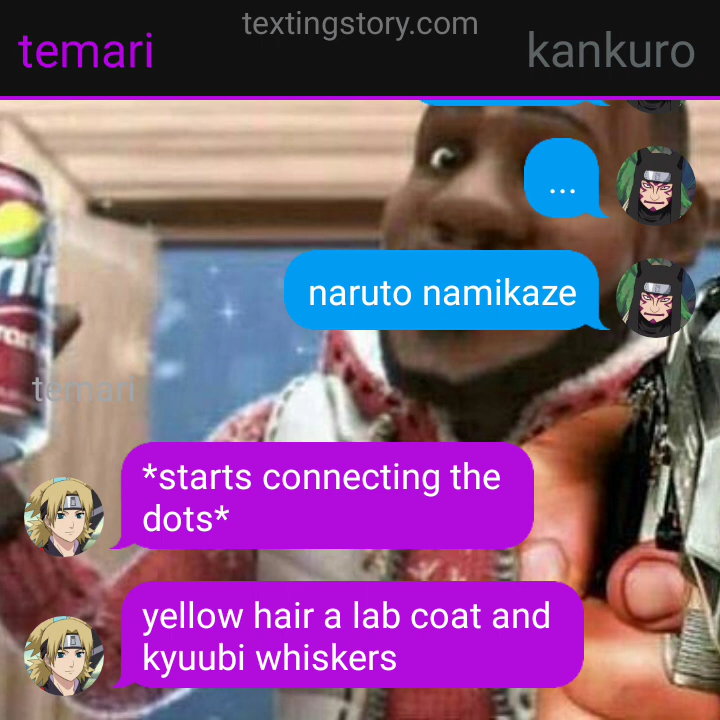 textingstory.com
temari
kankuro
...
naruto namikaze
temari
*starts connecting the
dots*
yellow hair a lab coat and
kyuubi whiskers